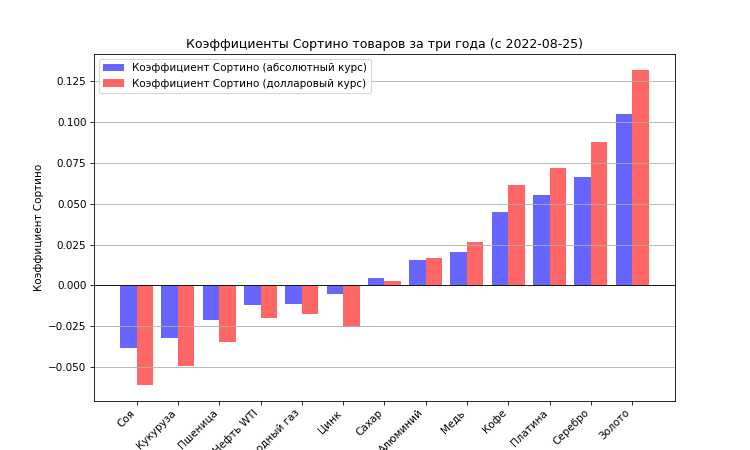 Коэффициенты Сортино товаров за три года (с 2022-08-25)
Коэффициент Сортино (абсолютный курс)
Коэффициент Сортино (долларовый курс)
Коэффициент Сортино
0.125
0.100
0.075
0.050
0.025
0.000
−0.025
−0.050
Соя
Кукуруза
Пшеница
Нефть WTI
газ
Цинк
Сахар
Алюминий
Медь
Кофе
Платина
Серебро
Золото